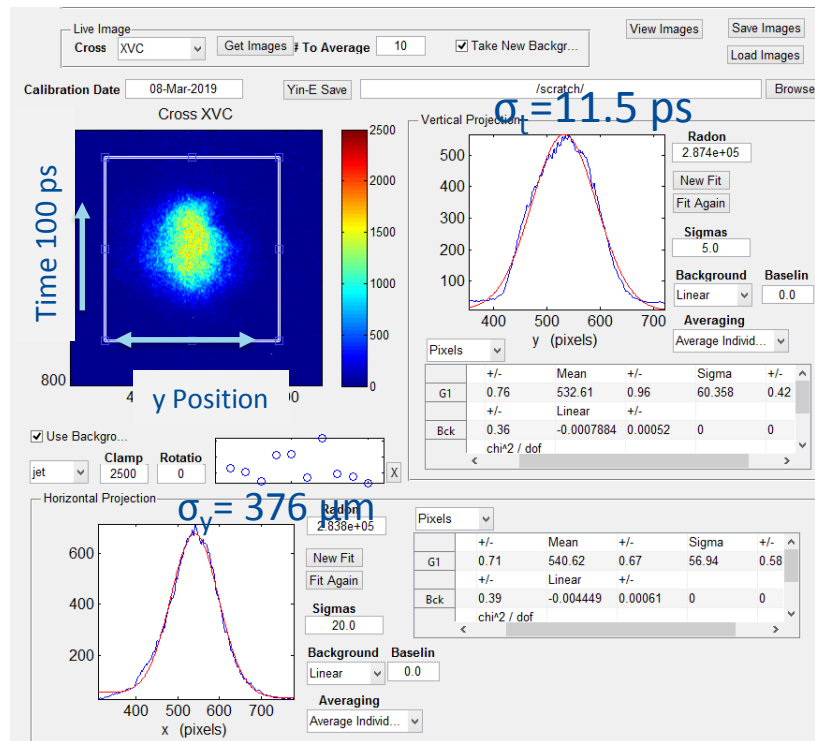 Live Image
Cross XVC Get Images # To Average 10 Take New Backgr... View Images Save Images
Load Images
Calibration Date 08-Mar-2019 Yin-E Save /scratch/ Browse
Cross XVC
Time 100 ps
800
y Position
2500
2000
1500
1000
500
0
Vertical Projection
σt=11.5 ps
500
400
300
200
100
400 500 600 700
y (pixels)
Radon
2.874e+05
New Fit
Fit Again
Sigmas
5.0
Background Baselin
Linear 0.0
Averaging
Average Individ...
Pixels
+/- Mean +/- Sigma +/-
G1 0.76 532.61 0.96 60.358 0.42
+/- Linear +/-
Bck 0.36 -0.0007884 0.00052 0 0
chi^2 / dof
Use Backgro...
Clamp Rotatio
jet 2500 0 X
Horizontal Projection
σy= 376 µm
600
400
200
400 500 600 700
x (pixels)
Radon
2.838e+05
New Fit
Fit Again
Sigmas
20.0
Background Baselin
Linear 0.0
Averaging
Average Individ...
Pixels
+/- Mean +/- Sigma +/-
G1 0.71 540.62 0.67 56.94 0.58
+/- Linear +/-
Bck 0.39 -0.004449 0.00061 0 0
chi^2 / dof